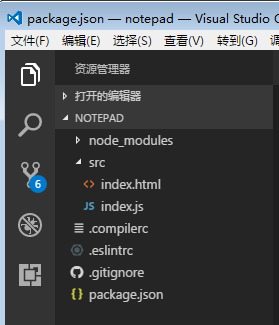 package.json — notepad — Visual Studio
文件(F) 编辑(E) 选择(S) 查看(V) 转到(G)
资源管理器
打开的编辑器
NOTEPAD
node_modules
src
<> index.html
JS index.js
.compilerc
.eslintrc
.gitignore
{} package.json
6